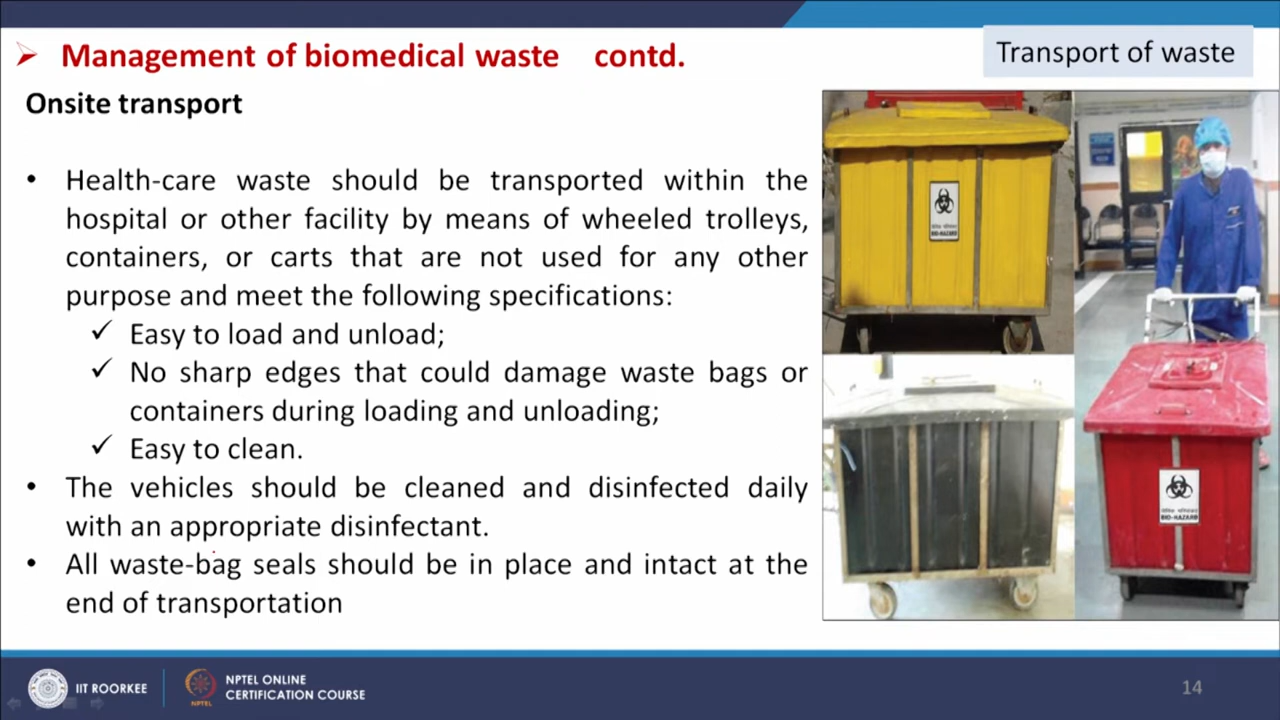 Management of biomedical waste contd.
Transport of waste
Onsite transport
• Health-care waste should be transported within the
hospital or other facility by means of wheeled trolleys,
containers, or carts that are not used for any other
purpose and meet the following specifications:
✓ Easy to load and unload;
✓ No sharp edges that could damage waste bags or
containers during loading and unloading;
✓ Easy to clean.
• The vehicles should be cleaned and disinfected daily
with an appropriate disinfectant.
• All waste-bag seals should be in place and intact at the
end of transportation
BIO-HAZARD
BIO-HAZARD
IIT ROORKEE
NPTEL
NPTEL ONLINE
CERTIFICATION COURSE
14